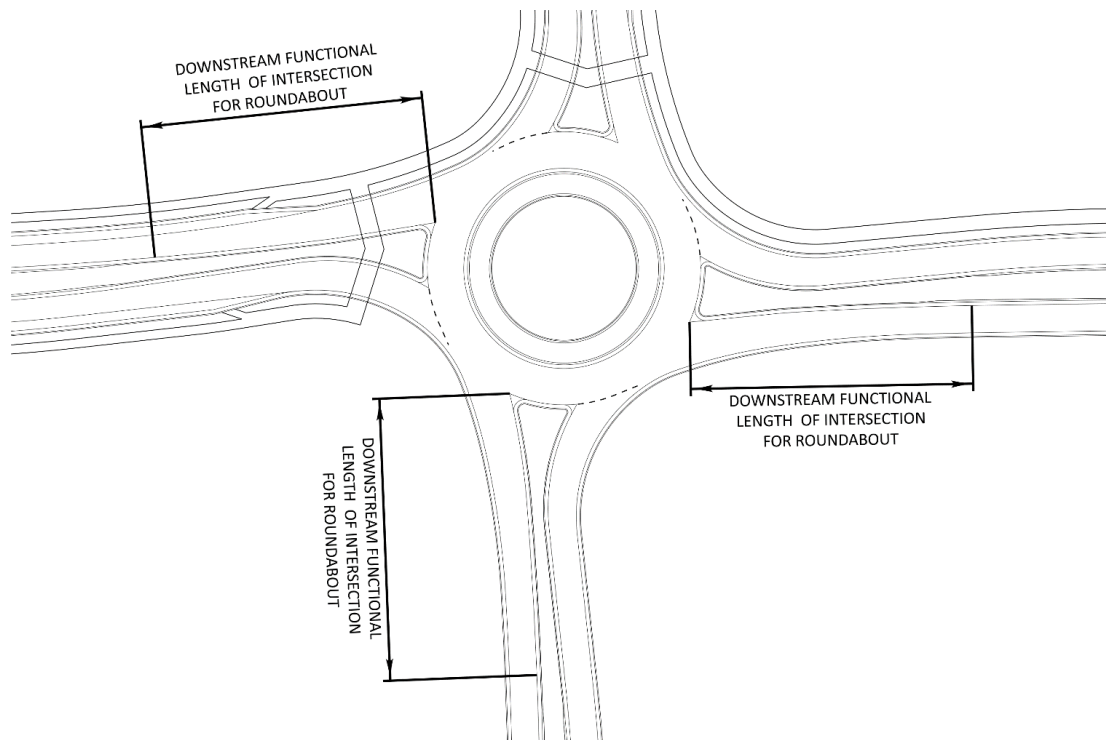 DOWNSTREAM FUNCTIONAL
LENGTH OF INTERSECTION
FOR ROUNDABOUT
DOWNSTREAM FUNCTIONAL
LENGTH OF INTERSECTION
FOR ROUNDABOUT
DOWNSTREAM FUNCTIONAL
LENGTH OF INTERSECTION
FOR ROUNDABOUT